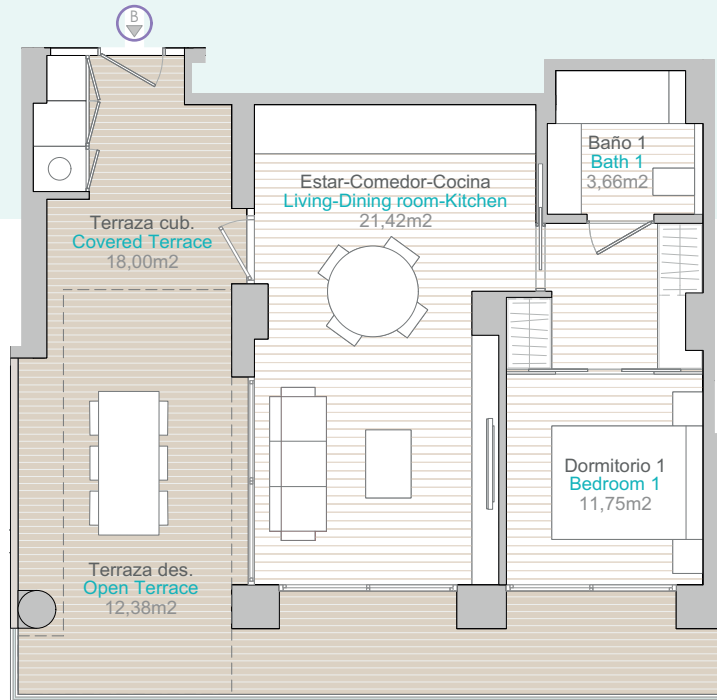 B
Baño 1
Bath 1
3,66m2
Estar-Comedor-Cocina
Living-Dining room-Kitchen
21,42m2
Terraza cub.
Covered Terrace
18,00m2
Dormitorio 1
Bedroom 1
11,75m2
Terraza des.
Open Terrace
12,38m2